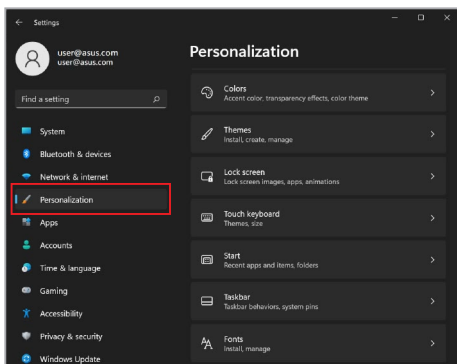 Settings
user@asus.com
user@asus.com
Find a setting
System
Bluetooth & devices
Network & internet
Personalization
Apps
Accounts
Time & language
Gaming
Accessibility
Privacy & security
Windows Update
Personalization
Colors
Accent color, transparency effects, color theme
Themes
Install, create, manage
Lock screen
Lock screen images, apps, animations
Touch keyboard
Themes, size
Start
Recent apps and items, folders
Taskbar
Taskbar behaviors, system pins
Fonts
Install, manage